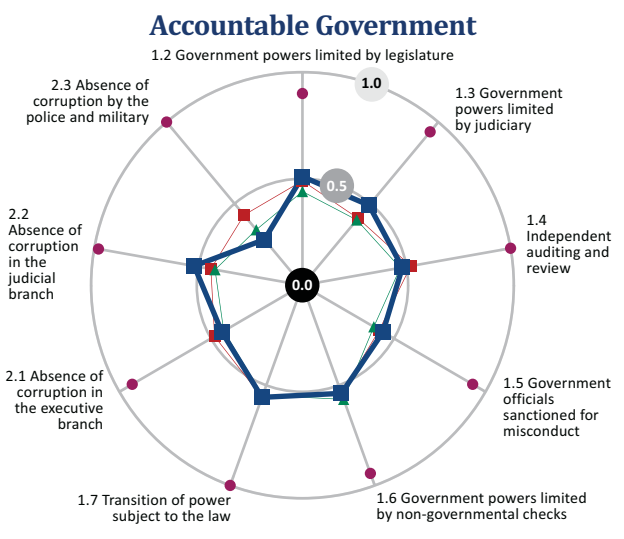 Accountable Government
1.2 Government powers limited by legislature
1.0
2.3 Absence of
corruption by the
police and military
1.3 Government
powers limited
by judiciary
0.5
2.2
Absence of
corruption
in the
judicial
branch
1.4
Independent
auditing and
review
0.0
2.1 Absence of
corruption in
the executive
branch
1.5 Government
officials
sanctioned for
misconduct
1.7 Transition of power
subject to the law
1.6 Government powers limited
by non-governmental checks